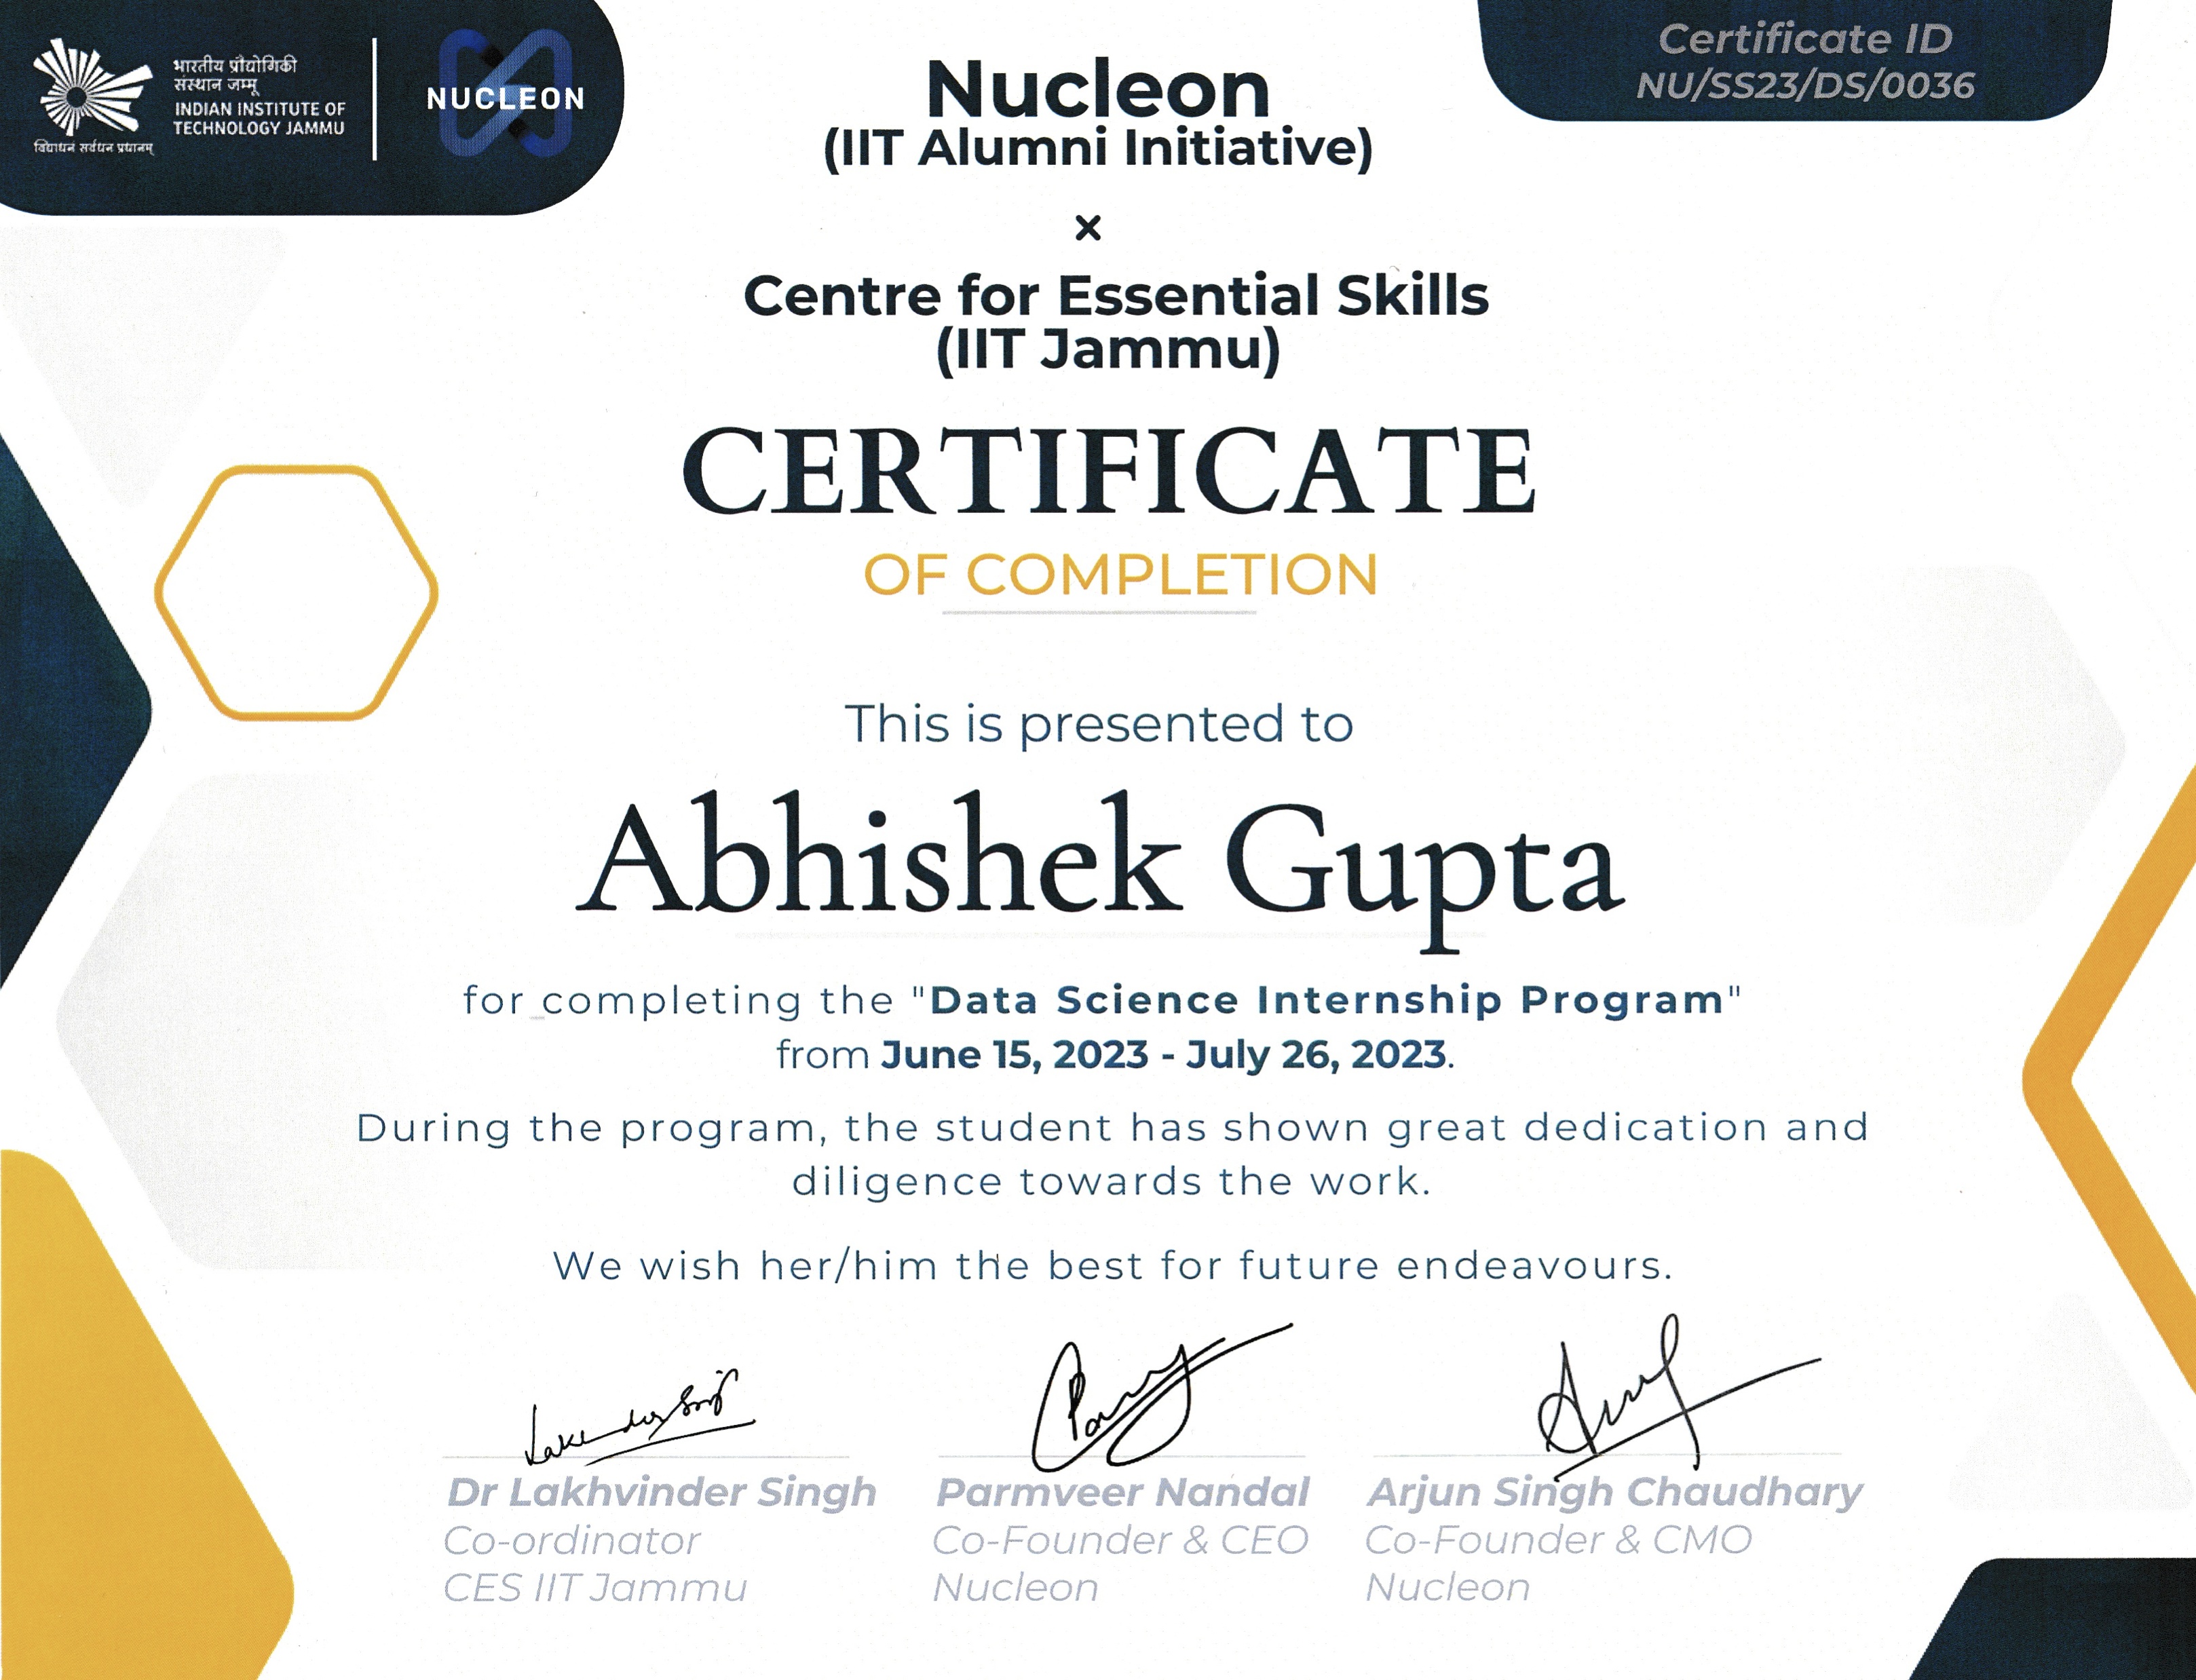 भारतीय प्रौद्योगिकी
संस्थान जम्मू
INDIAN INSTITUTE OF
TECHNOLOGY JAMMU
विद्याधनं सर्वधन प्रधानम्
NUCLEON
Certificate ID
NU/SS23/DS/0036
Nucleon
(IIT Alumni Initiative)
×
Centre for Essential Skills
(IIT Jammu)
CERTIFICATE
OF COMPLETION
This is presented to
Abhishek Gupta
for completing the "Data Science Internship Program"
from June 15, 2023 - July 26, 2023.
During the program, the student has shown great dedication and
diligence towards the work.
We wish her/him the best for future endeavours.
Dr Lakhvinder Singh
Co-ordinator
CES IIT Jammu
Parmveer Nandal
Co-Founder & CEO
Nucleon
Arjun Singh Chaudhary
Co-Founder & CMO
Nucleon